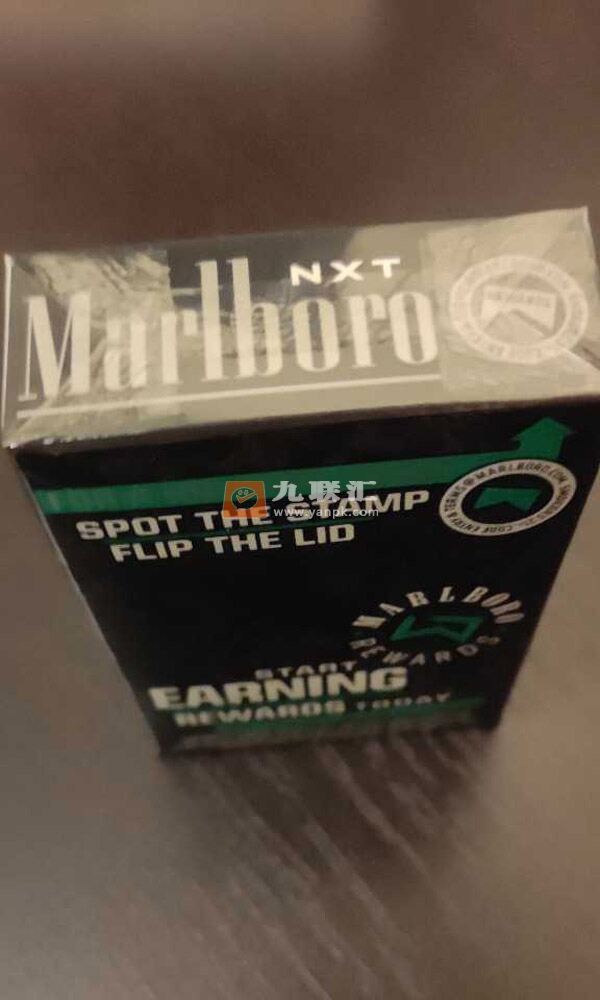 NXT
Marlboro
REWARDS
九联汇
www.yanpk.com
SPOT THE STAMP
FLIP THE LID
MARLBORO
REWARDS
START
EARNING
REWARDS TODAY